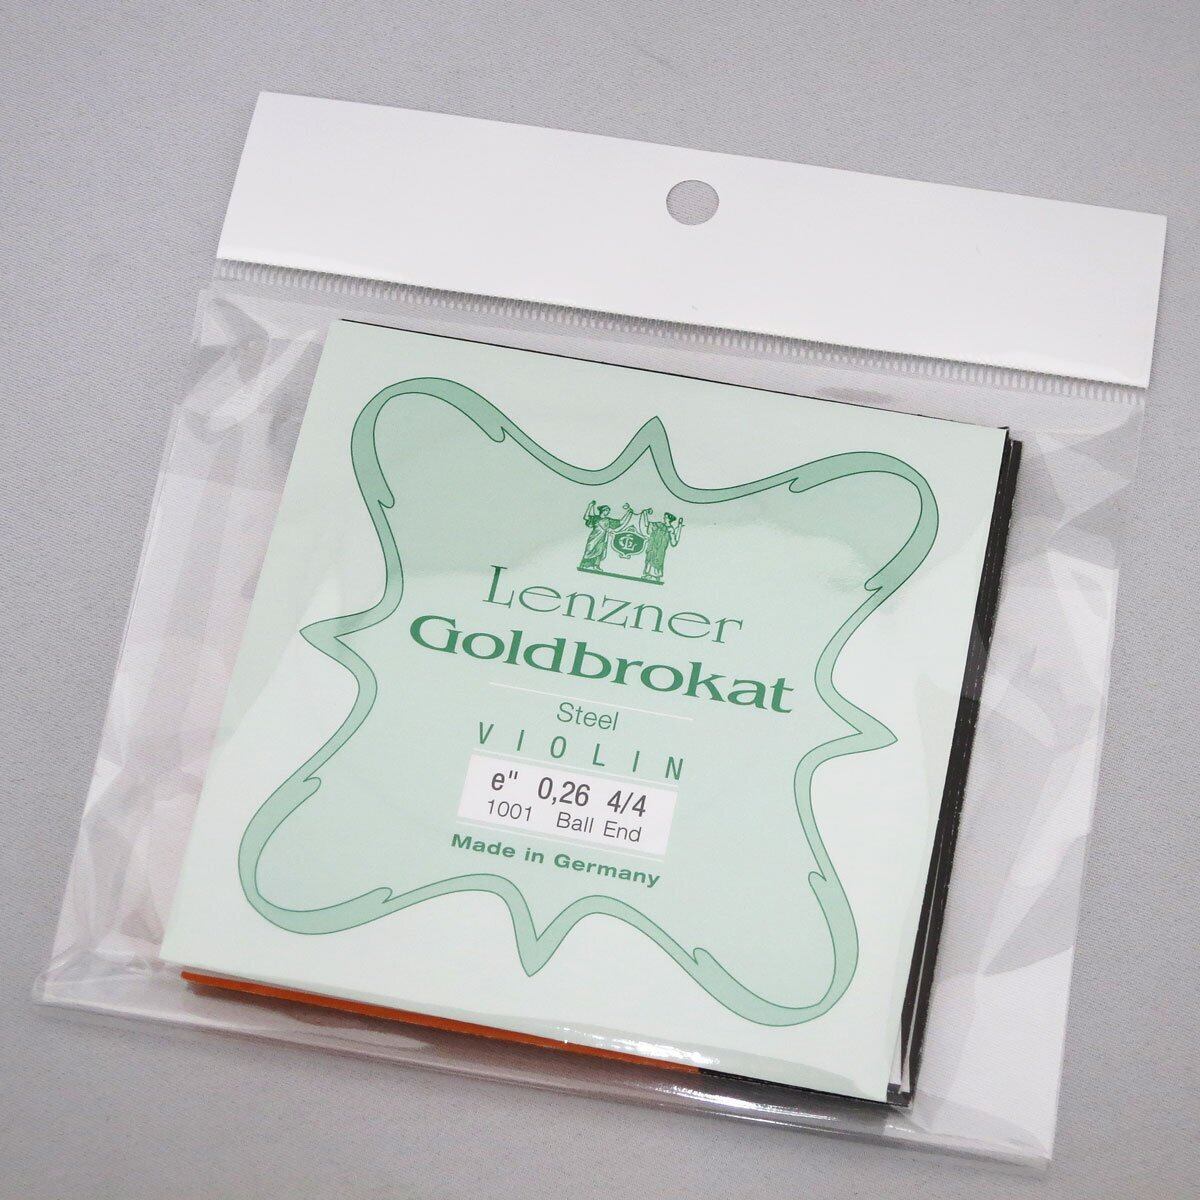 Lenzner
Goldbrokat
Steel
VIOLIN
e" 0,26 4/4
1001 Ball End
Made in Germany